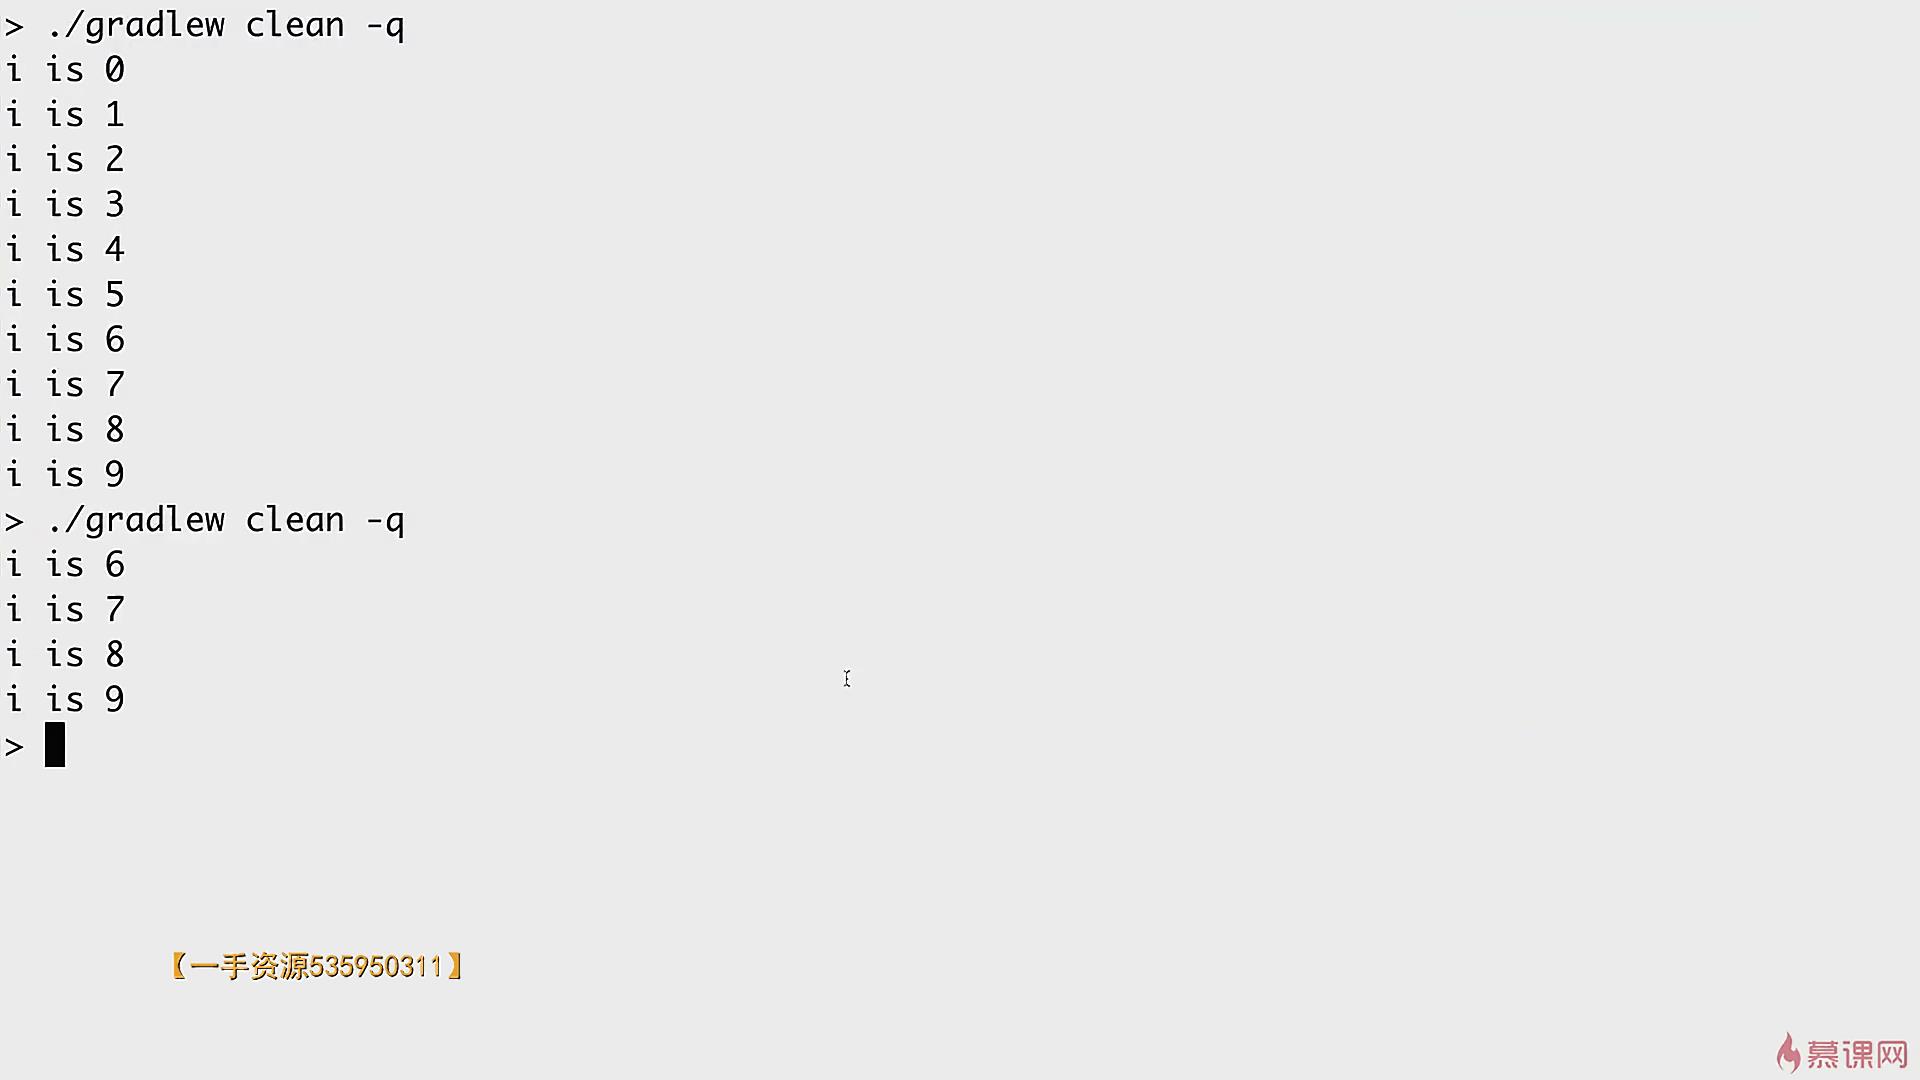 > ./gradlew clean -q
i is 0
i is 1
i is 2
i is 3
i is 4
i is 5
i is 6
i is 7
i is 8
i is 9
> ./gradlew clean -q
i is 6
i is 7
i is 8
i is 9
>
【一手资源535950311】
慕课网